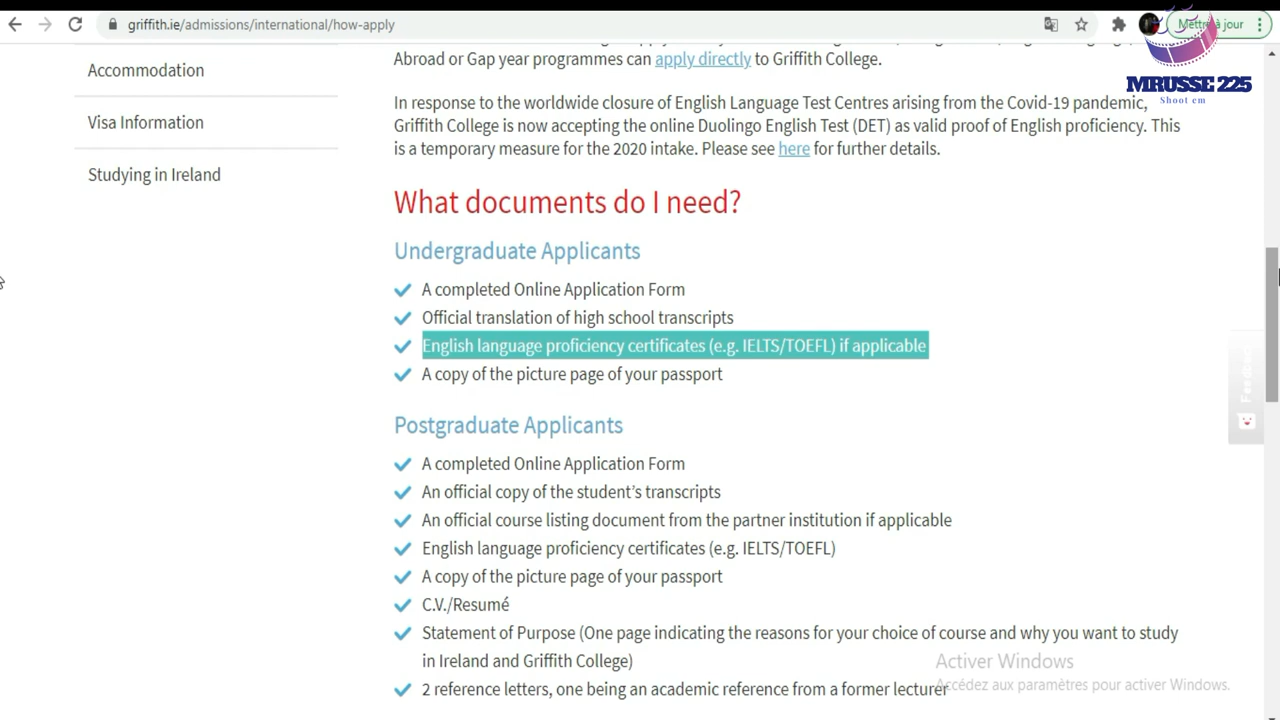 griffith.ie/admissions/international/how-apply
Mettre à jour
MRUSSE 225
Shoot em
Accommodation
Visa Information
Studying in Ireland
Abroad or Gap year programmes can apply directly to Griffith College.
In response to the worldwide closure of English Language Test Centres arising from the Covid-19 pandemic,
Griffith College is now accepting the online Duolingo English Test (DET) as valid proof of English proficiency. This
is a temporary measure for the 2020 intake. Please see here for further details.
What documents do I need?
Undergraduate Applicants
A completed Online Application Form
Official translation of high school transcripts
English language proficiency certificates (e.g. IELTS/TOEFL) if applicable
A copy of the picture page of your passport
Feedback
Postgraduate Applicants
A completed Online Application Form
An official copy of the student's transcripts
An official course listing document from the partner institution if applicable
English language proficiency certificates (e.g. IELTS/TOEFL)
A copy of the picture page of your passport
C.V./Resumé
Statement of Purpose (One page indicating the reasons for your choice of course and why you want to study
in Ireland and Griffith College)
2 reference letters, one being an academic reference from a former lecturer
Activer Windows
Accédez aux paramètres pour activer Windows.